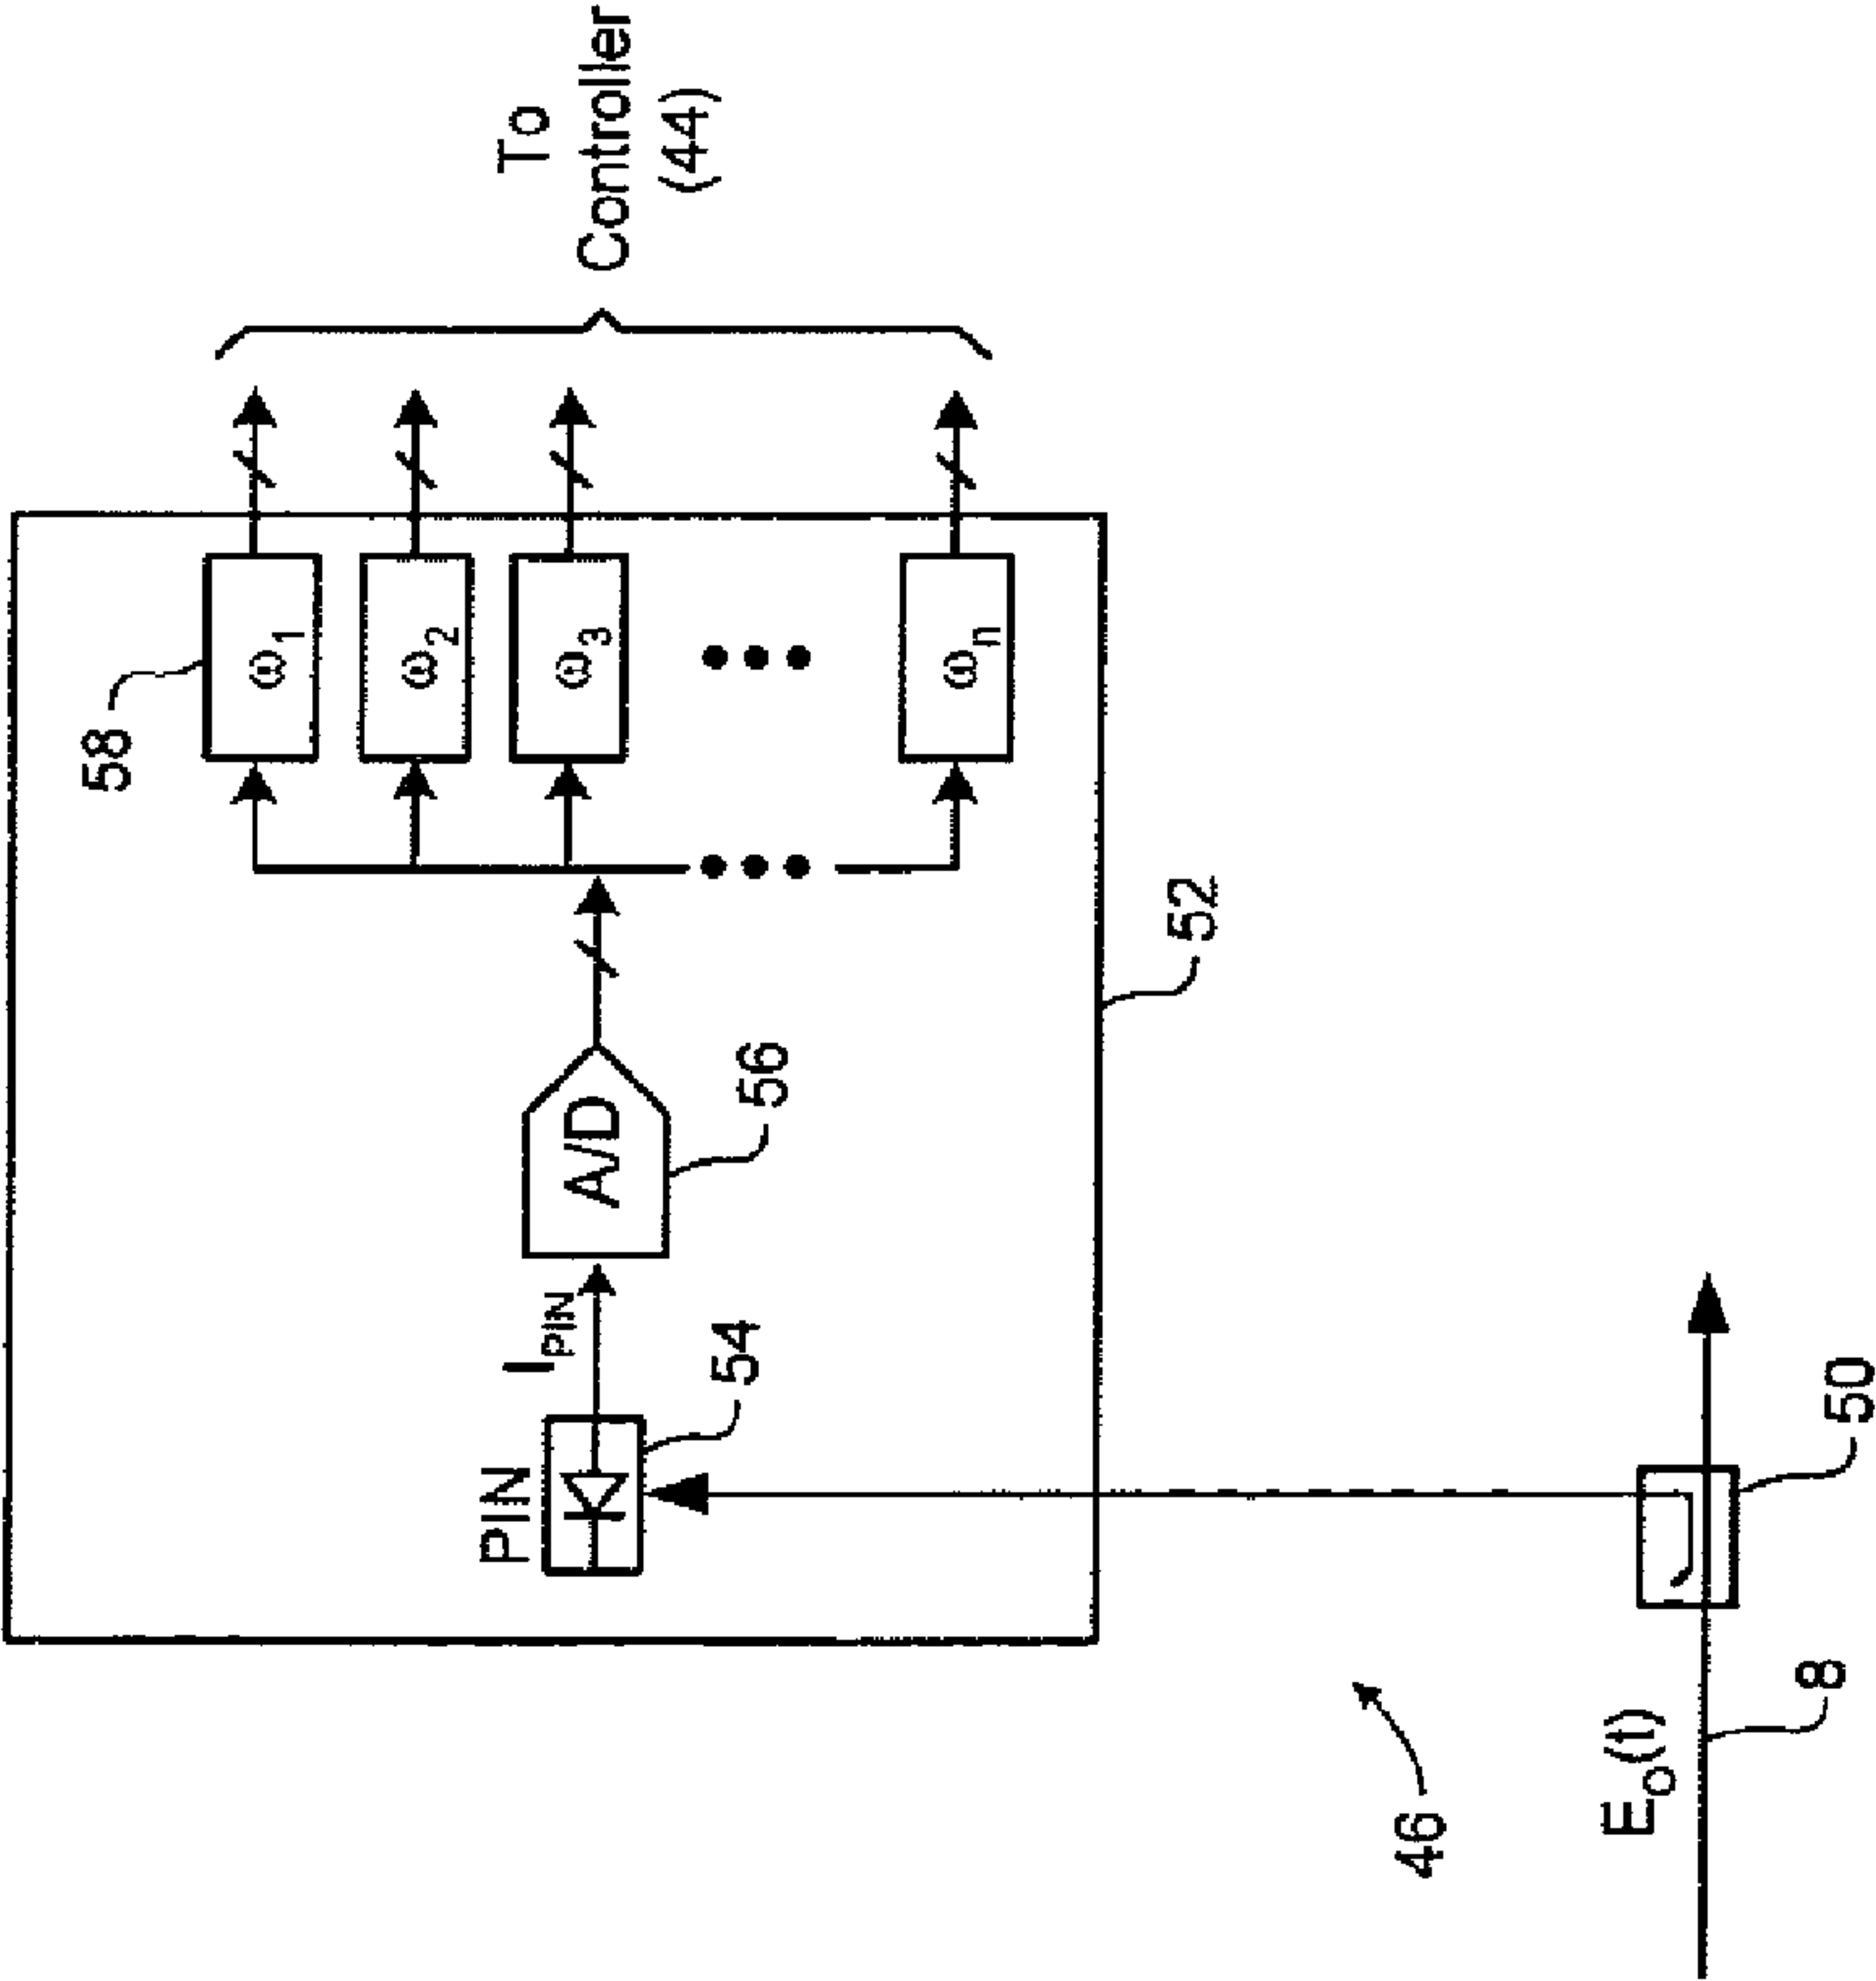 58
ω1
ω2
ω3
ωn
To
Controller
(44)
PIN
IPIN
A/D
54
56
52
46
EO(t)
8
50